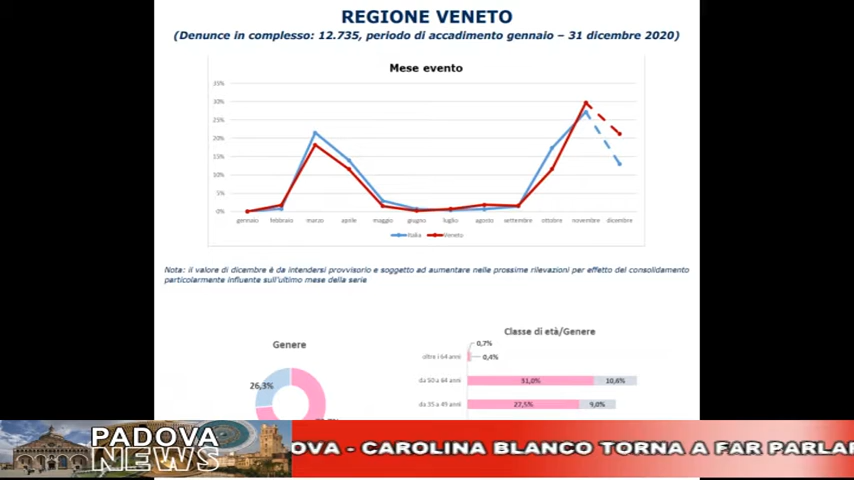 REGIONE VENETO
(Denunce in complesso: 12.735, periodo di accadimento gennaio – 31 dicembre 2020)
Mese evento
35%
30%
25%
20%
15%
10%
5%
0%
gennaio febbraio marzo aprile maggio giugno luglio agosto settembre ottobre novembre dicembre
Italia Veneto
Nota: il valore di dicembre è da intendersi provvisorio e soggetto ad aumentare nelle prossime rilevazioni per effetto del consolidamento
particolarmente influente sull'ultimo mese della serie
Genere
26,3%
Classe di età/Genere
0,7%
oltre i 64 anni 0,4%
da 50 a 64 anni 31,0% 10,6%
da 35 a 49 anni 27,5% 9,0%
PADOVA
NEWS
OVA - CAROLINA BLANCO TORNA A FAR PARLAR